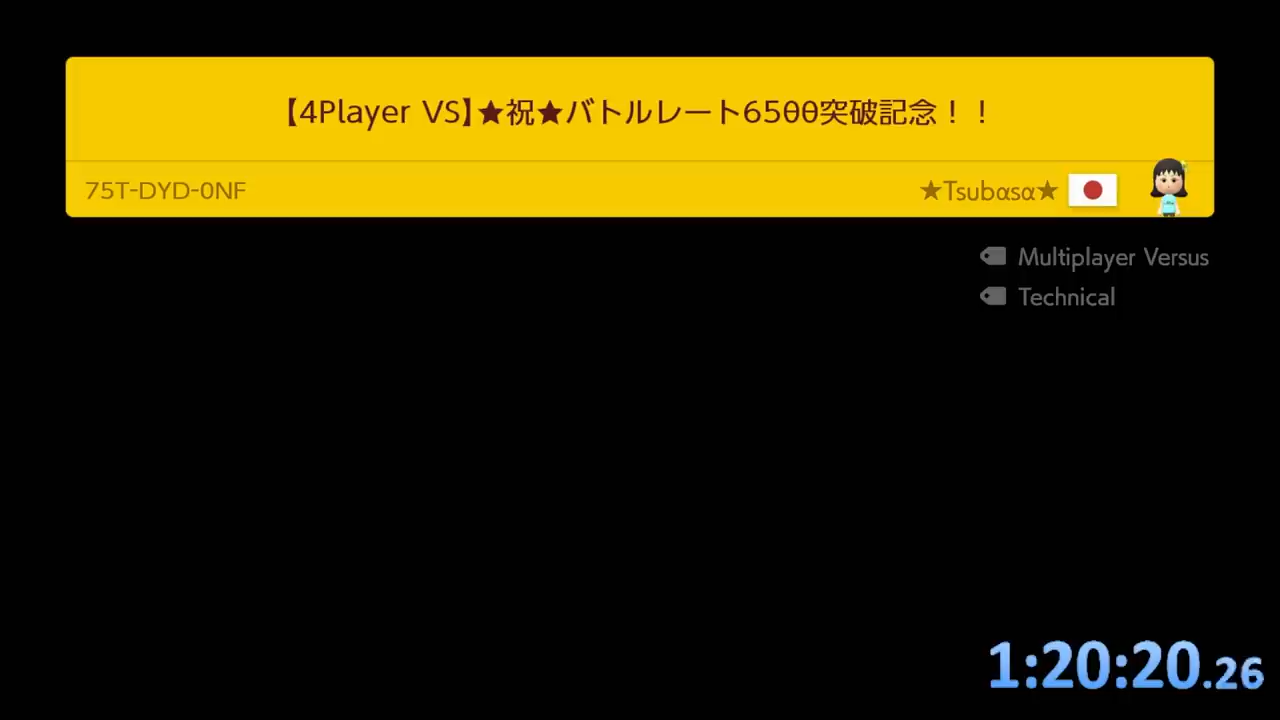 【4Player VS】★祝★バトルレート6500突破記念！！
75T-DYD-0NF
★Tsubasa★
Multiplayer Versus
Technical
1:20:20.26